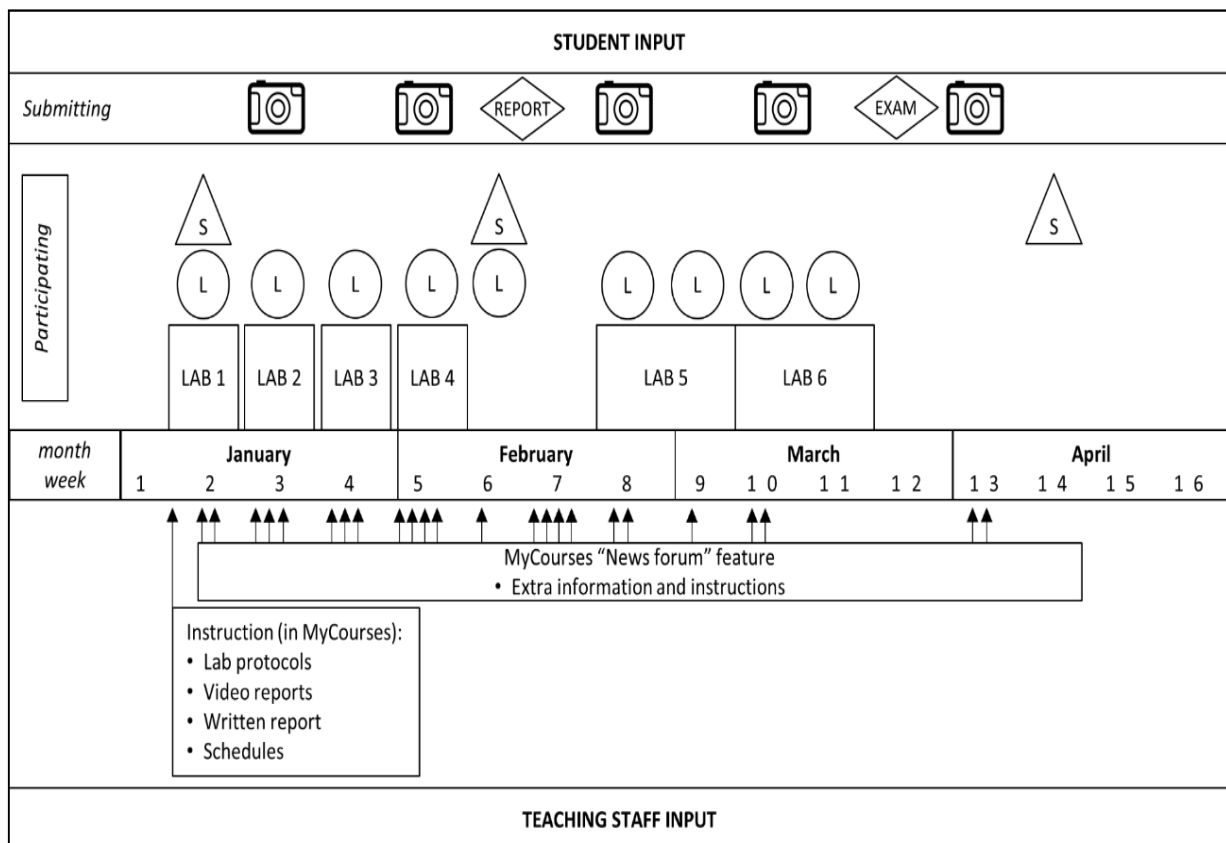 STUDENT INPUT
Submitting
REPORT
EXAM
Participating
S
S
S
L
L
L
L
L
L
L
L
L
LAB 1
LAB 2
LAB 3
LAB 4
LAB 5
LAB 6
month
January
February
March
April
week
1
2
3
4
5
6
7
8
9
1 0
1 1
1 2
1 3
1 4
1 5
1 6
MyCourses “News forum” feature
• Extra information and instructions
Instruction (in MyCourses):
• Lab protocols
• Video reports
• Written report
• Schedules
TEACHING STAFF INPUT